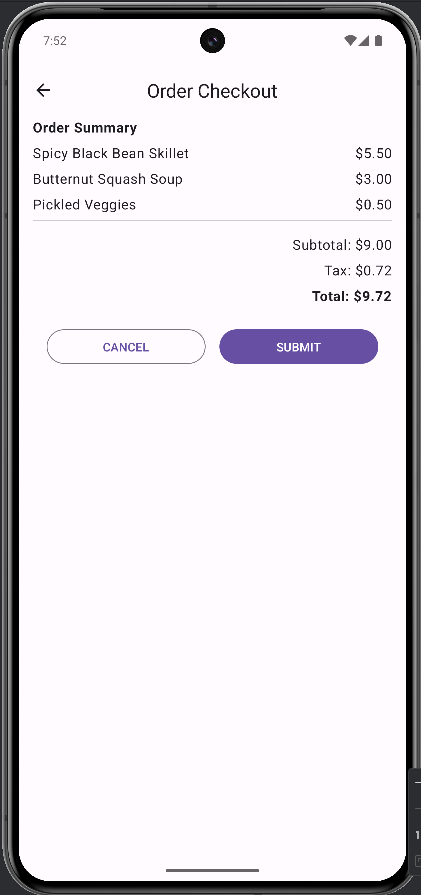 7:52
Order Checkout
Order Summary
Spicy Black Bean Skillet $5.50
Butternut Squash Soup $3.00
Pickled Veggies $0.50
Subtotal: $9.00
Tax: $0.72
Total: $9.72
CANCEL SUBMIT
1